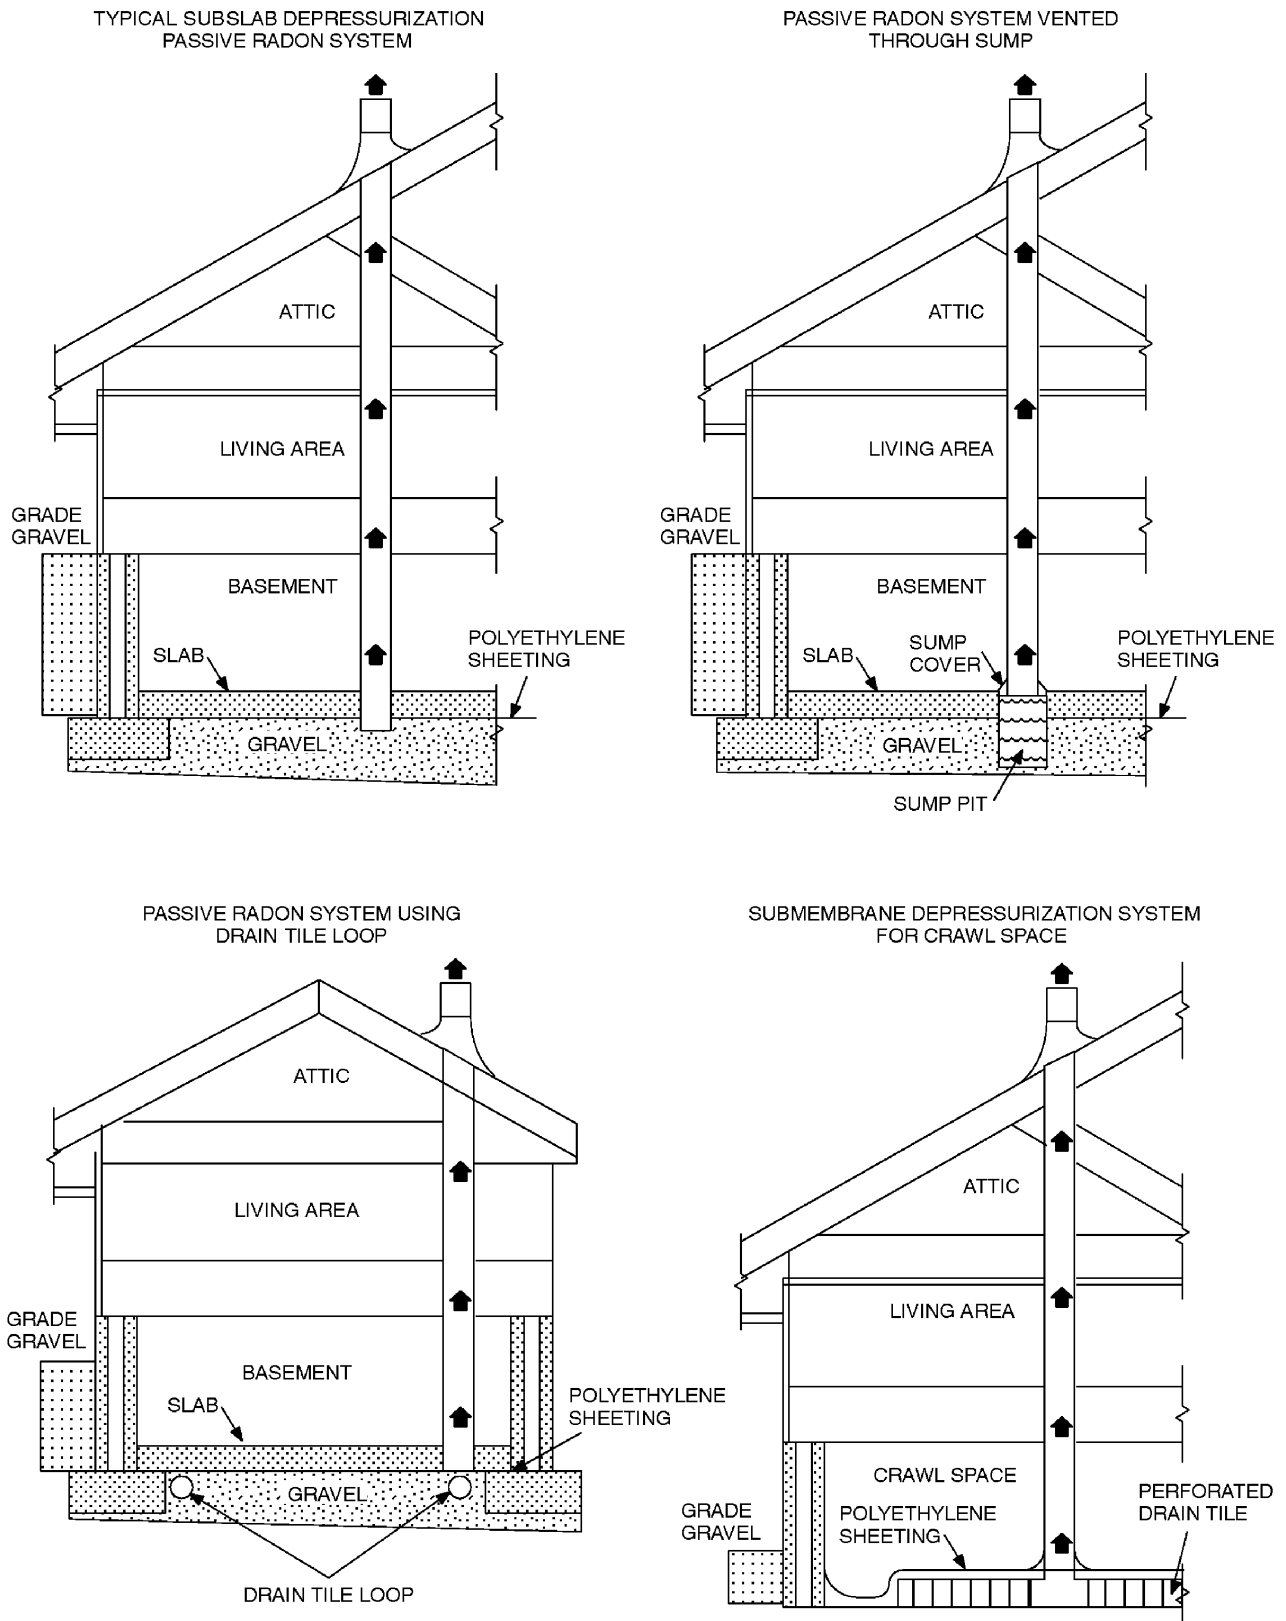 TYPICAL SUBSLAB DEPRESSURIZATION
PASSIVE RADON SYSTEM
ATTIC
LIVING AREA
GRADE
GRAVEL
BASEMENT
SLAB
POLYETHYLENE
SHEETING
GRAVEL
PASSIVE RADON SYSTEM VENTED
THROUGH SUMP
ATTIC
LIVING AREA
GRADE
GRAVEL
BASEMENT
SLAB
SUMP
COVER
POLYETHYLENE
SHEETING
GRAVEL
SUMP PIT
PASSIVE RADON SYSTEM USING
DRAIN TILE LOOP
ATTIC
LIVING AREA
GRADE
GRAVEL
BASEMENT
SLAB
POLYETHYLENE
SHEETING
GRAVEL
DRAIN TILE LOOP
SUBMEMBRANE DEPRESSURIZATION SYSTEM
FOR CRAWL SPACE
ATTIC
LIVING AREA
CRAWL SPACE
GRADE
GRAVEL
POLYETHYLENE
SHEETING
PERFORATED
DRAIN TILE